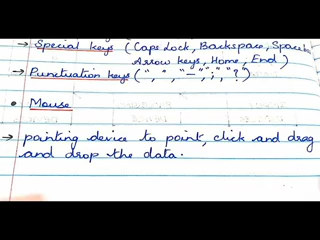 → Special keys (Caps Lock, Backspace, Space
Arrow keys, Home, End)
→ Punctuation keys (“,”, “–”, ; , “?”)
• Mouse
→ pointing device to point, click and drag
and drop the data.